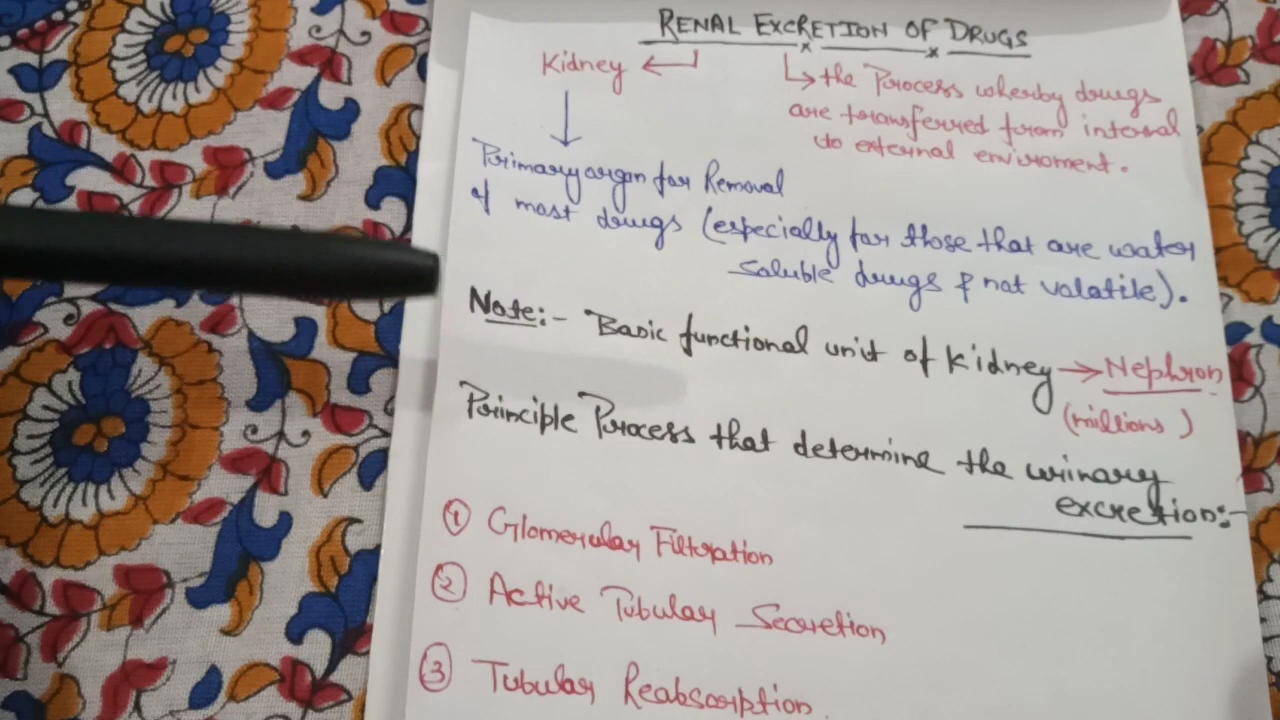 RENAL EXCRETION OF DRUGS
Kidney
the Process wherby drugs
are transferred from internal
to external enviroment.
Primary organ for Removal
of most drugs (especially for those that are water
soluble drugs & not volatile).
Note:- Basic functional unit of kidney → Nephron
(millions)
Principle Process that determine the urinary
excretion:-
① Glomerular Filtration
② Active Tubular Secretion
③ Tubular Reabsorption